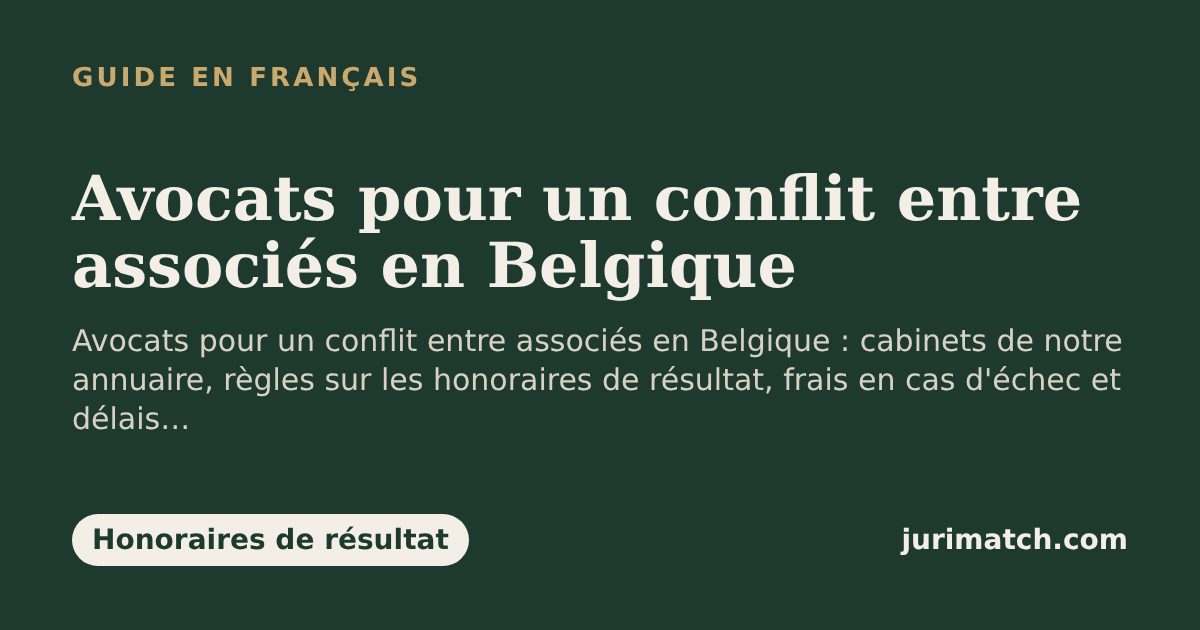 GUIDE EN FRANÇAIS
Avocats pour un conflit entre
associés en Belgique
Avocats pour un conflit entre associés en Belgique : cabinets de notre
annuaire, règles sur les honoraires de résultat, frais en cas d'échec et
délais…
Honoraires de résultat
jurimatch.com